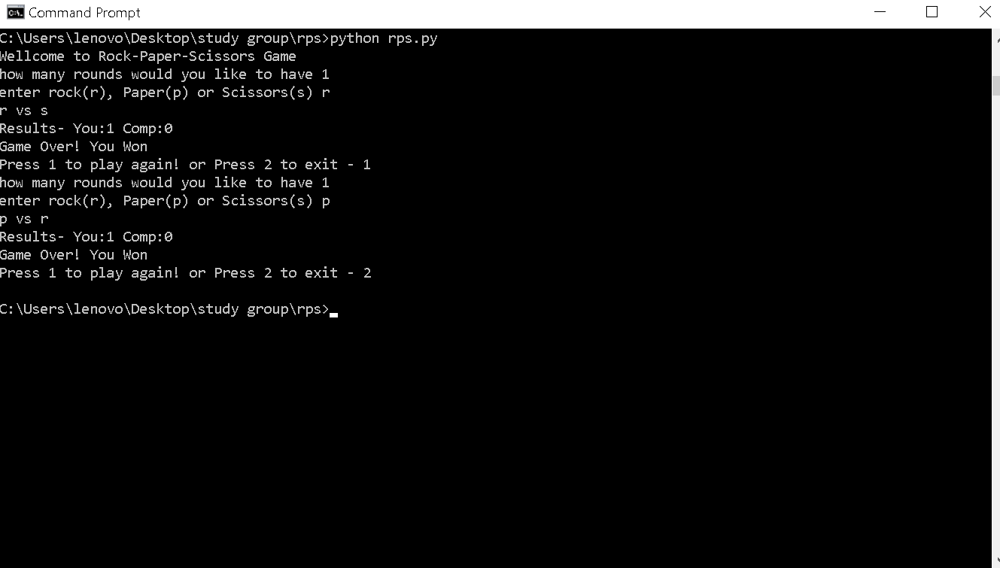 Command Prompt
C:\Users\lenovo\Desktop\study group\rps>python rps.py
Wellcome to Rock-Paper-Scissors Game
how many rounds would you like to have 1
enter rock(r), Paper(p) or Scissors(s) r
r vs s
Results- You:1 Comp:0
Game Over! You Won
Press 1 to play again! or Press 2 to exit - 1
how many rounds would you like to have 1
enter rock(r), Paper(p) or Scissors(s) p
p vs r
Results- You:1 Comp:0
Game Over! You Won
Press 1 to play again! or Press 2 to exit - 2
C:\Users\lenovo\Desktop\study group\rps>